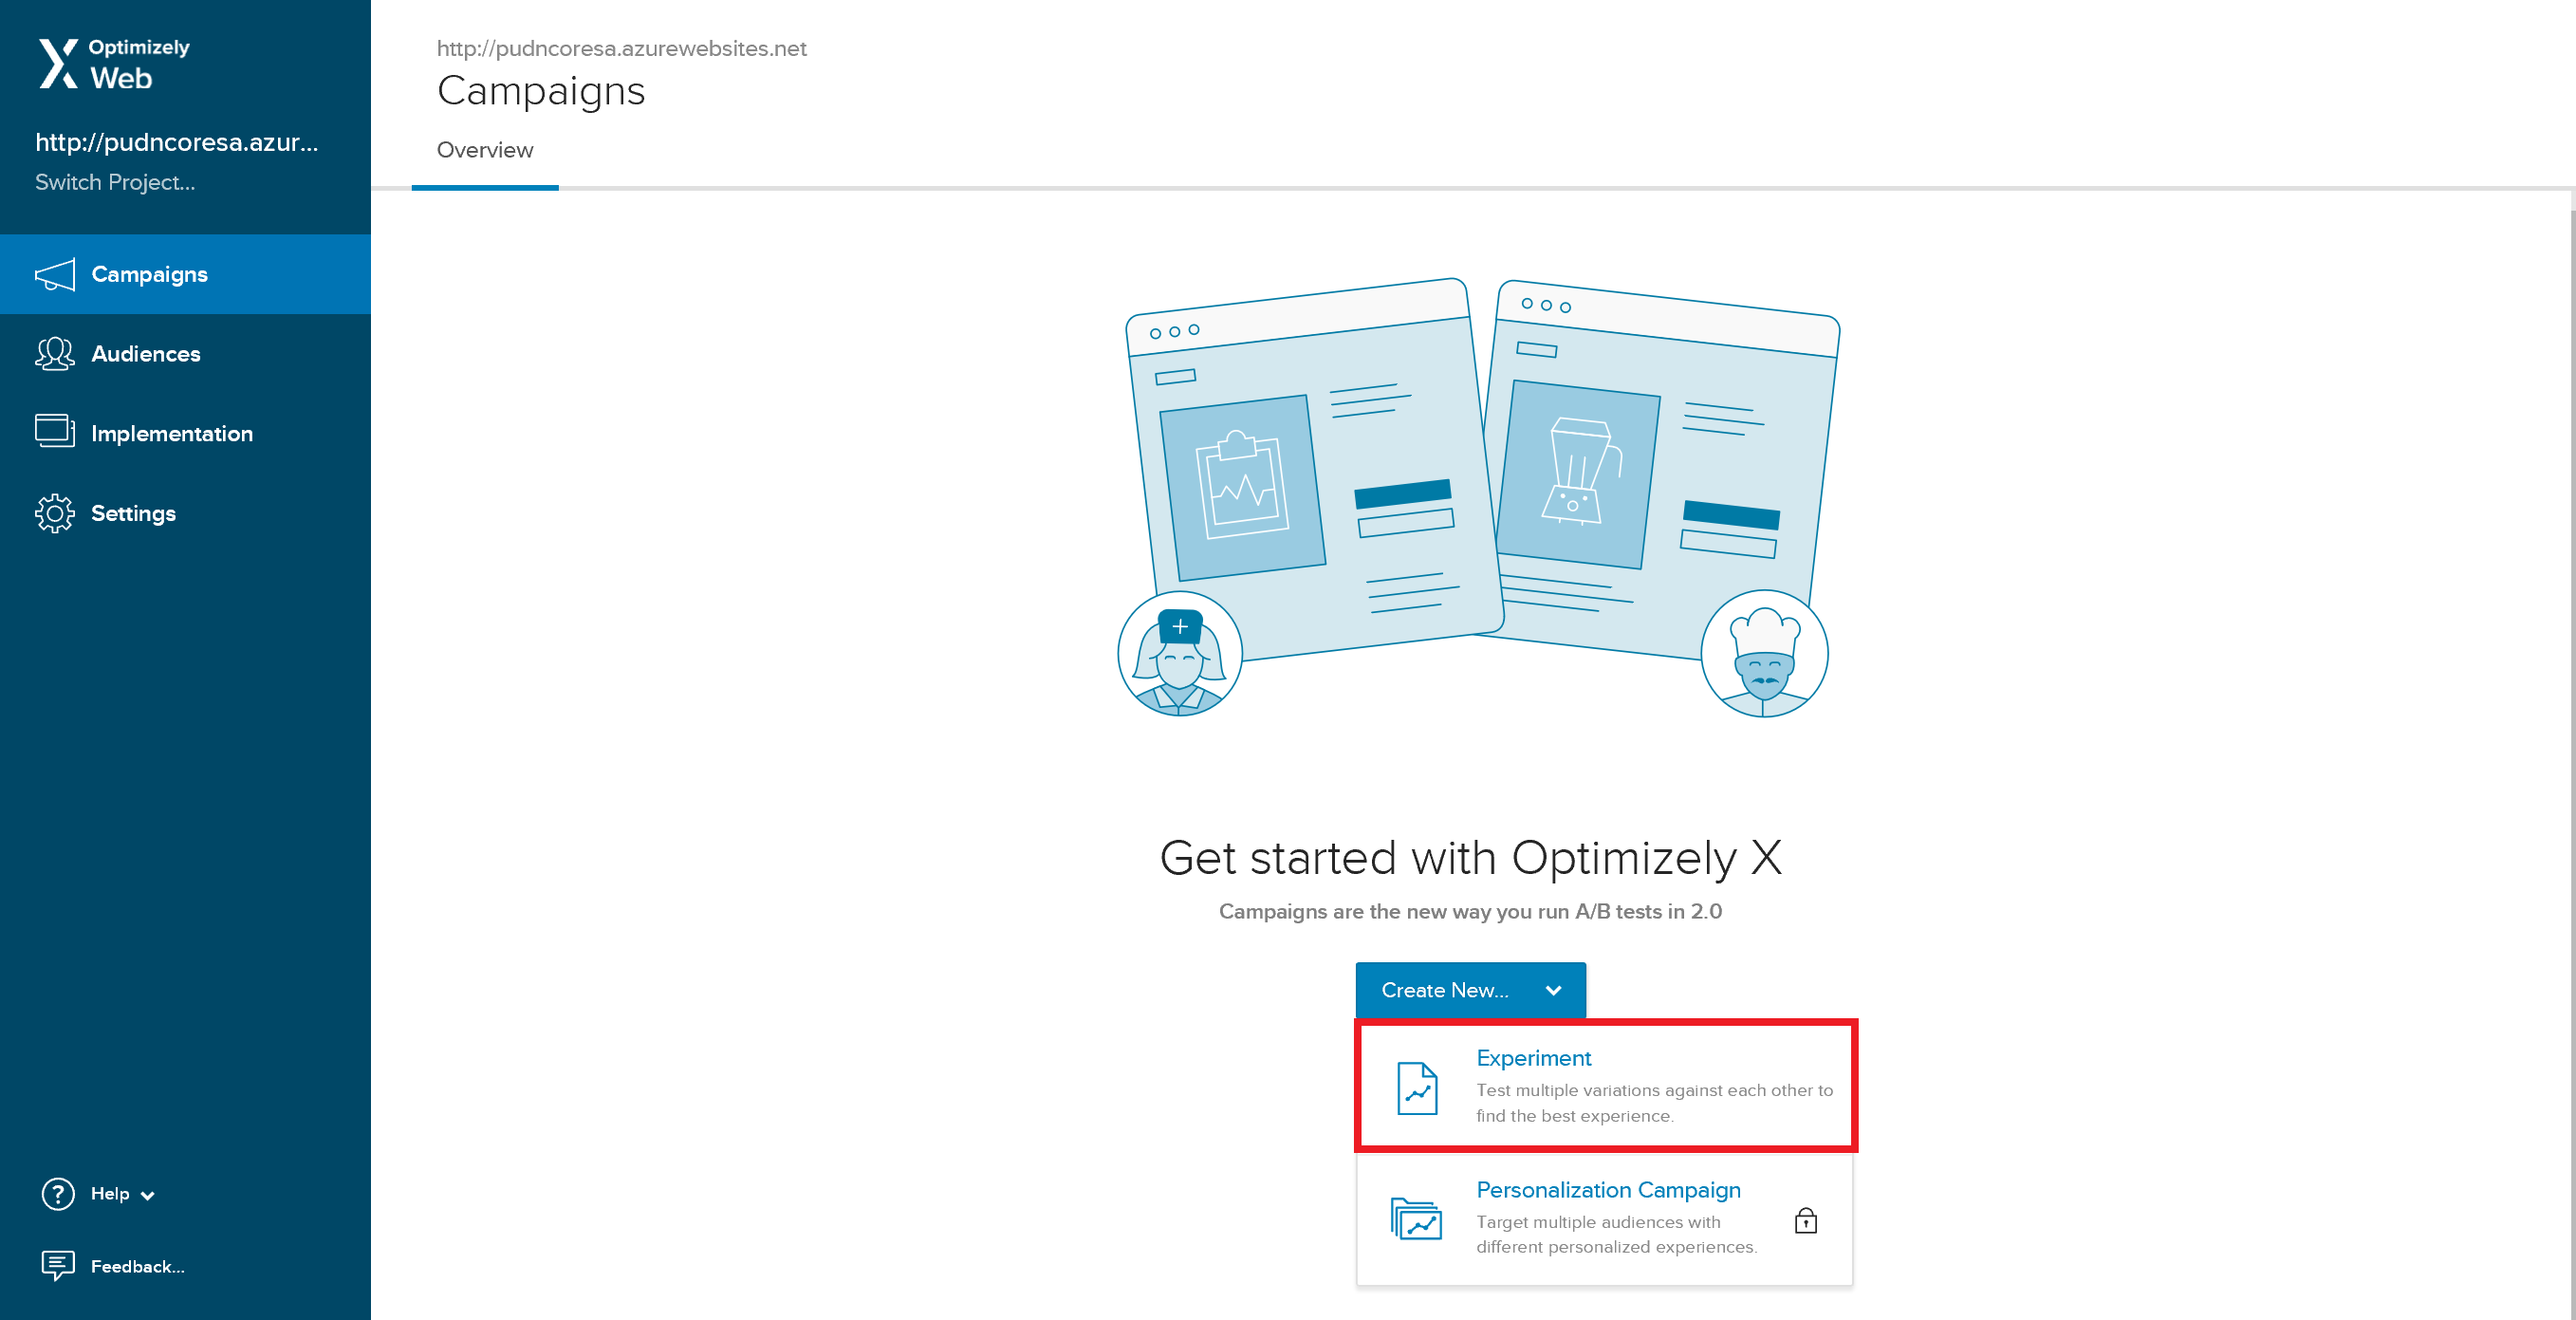 Optimizely
Web
http://pudncoresa.azur...
Switch Project...
Campaigns
Audiences
Implementation
Settings
Help
Feedback...
http://pudncoresa.azurewebsites.net
Campaigns
Overview
Get started with Optimizely X
Campaigns are the new way you run A/B tests in 2.0
Create New...
Experiment
Test multiple variations against each other to
find the best experience.
Personalization Campaign
Target multiple audiences with
different personalized experiences.